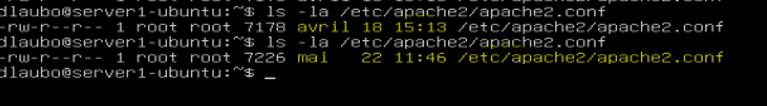 dlaubo@server1-ubuntu:~$ ls -la /etc/apache2/apache2.conf
-rw-r--r-- 1 root root 7178 avril 18 15:13 /etc/apache2/apache2.conf
dlaubo@server1-ubuntu:~$ ls -la /etc/apache2/apache2.conf
-rw-r--r-- 1 root root 7226 mai   22 11:46 /etc/apache2/apache2.conf
dlaubo@server1-ubuntu:~$ _